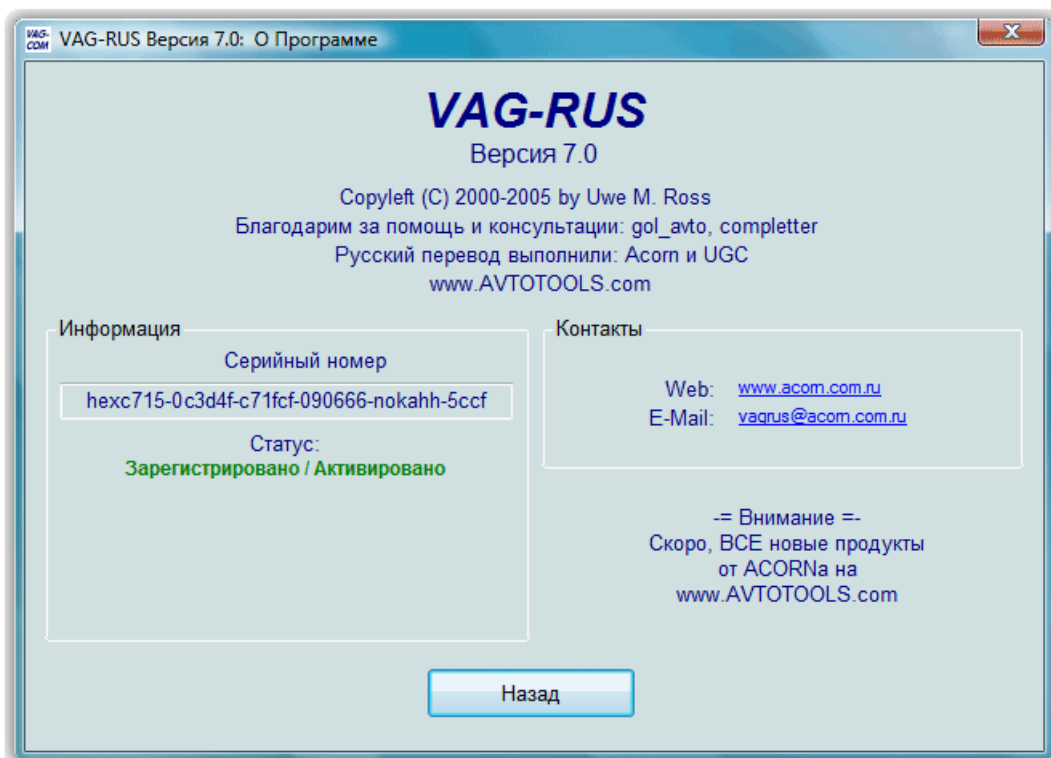 VAG-COM
VAG-RUS Версия 7.0: О Программе
VAG-RUS
Версия 7.0
Copyleft (C) 2000-2005 by Uwe M. Ross
Благодарим за помощь и консультации: gol_avto, completter
Русский перевод выполнили: Acorn и UGC
www.AVTOTOOLS.com
Информация
Серийный номер
hexc715-0c3d4f-c71fcf-090666-nokahh-5ccf
Статус:
Зарегистрировано / Активировано
Контакты
Web: www.acorn.com.ru
E-Mail: vagrus@acorn.com.ru
-= Внимание =-
Скоро, ВСЕ новые продукты
от ACORNа на
www.AVTOTOOLS.com
Назад